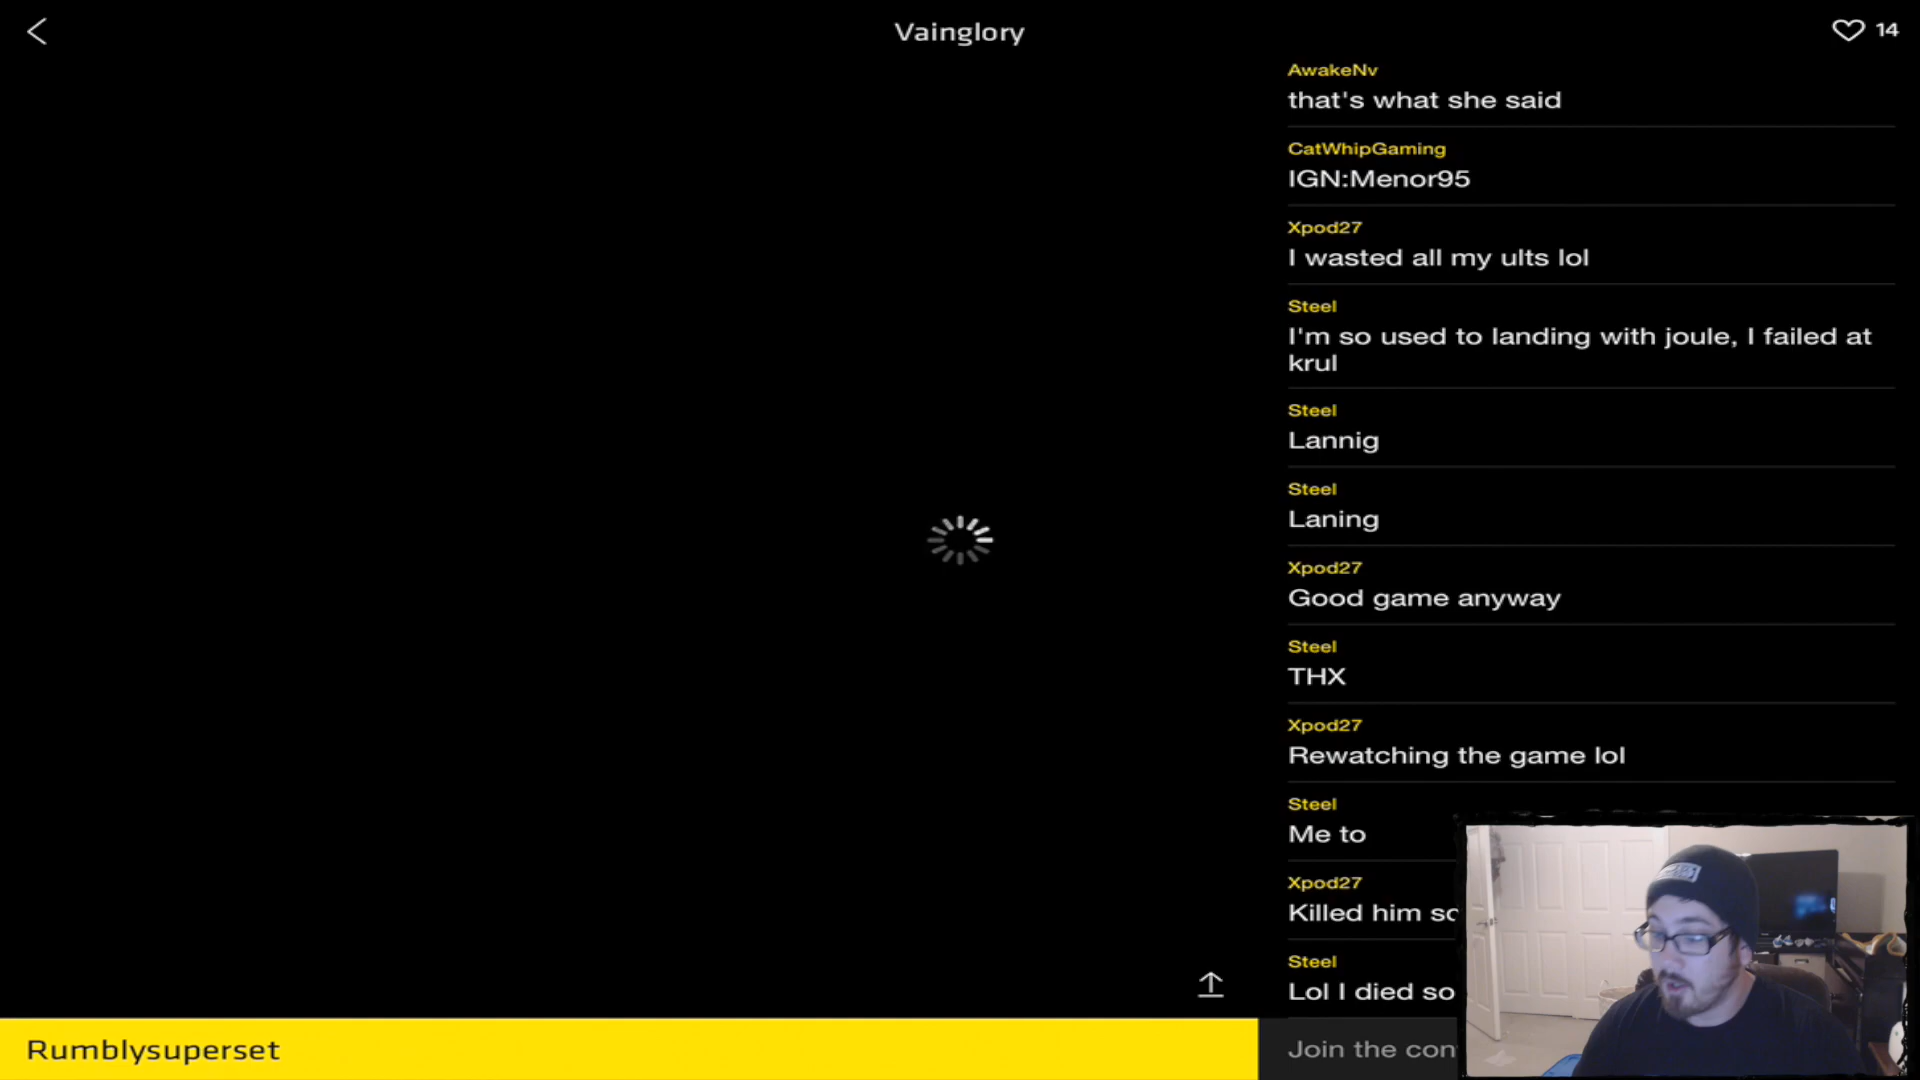 Vainglory
14
AwakeNv
that's what she said
CatWhipGaming
IGN:Menor95
Xpod27
I wasted all my ults lol
Steel
I'm so used to landing with joule, I failed at
krul
Steel
Lannig
Steel
Laning
Xpod27
Good game anyway
Steel
THX
Xpod27
Rewatching the game lol
Steel
Me to
Xpod27
Killed him
Steel
Lol I died so
Rumblysuperset
Join the